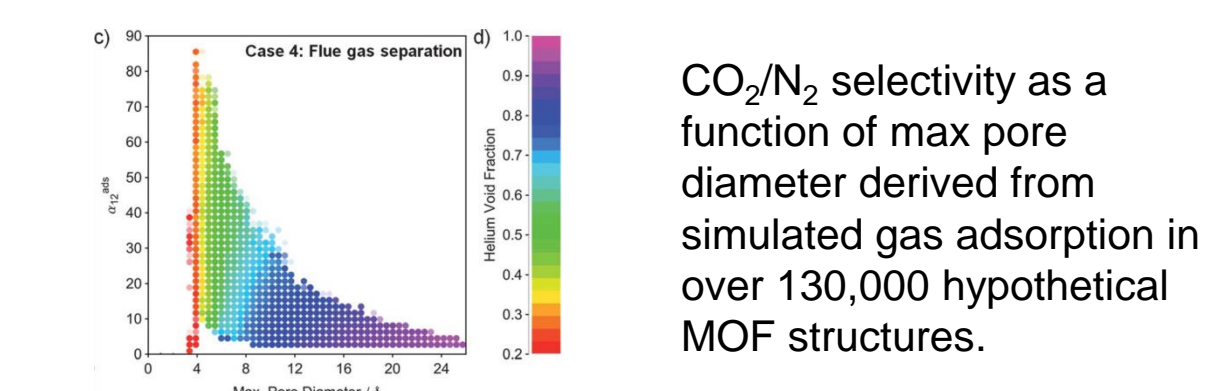 c)
90
Case 4: Flue gas separation
80
70
60
50
40
30
20
10
0
α12ads
0 4 8 12 16 20 24
Max. Pore Diameter / Å
d)
1.0
0.9
0.8
0.7
0.6
0.5
0.4
0.3
0.2
Helium Void Fraction
CO₂/N₂ selectivity as a
function of max pore
diameter derived from
simulated gas adsorption in
over 130,000 hypothetical
MOF structures.